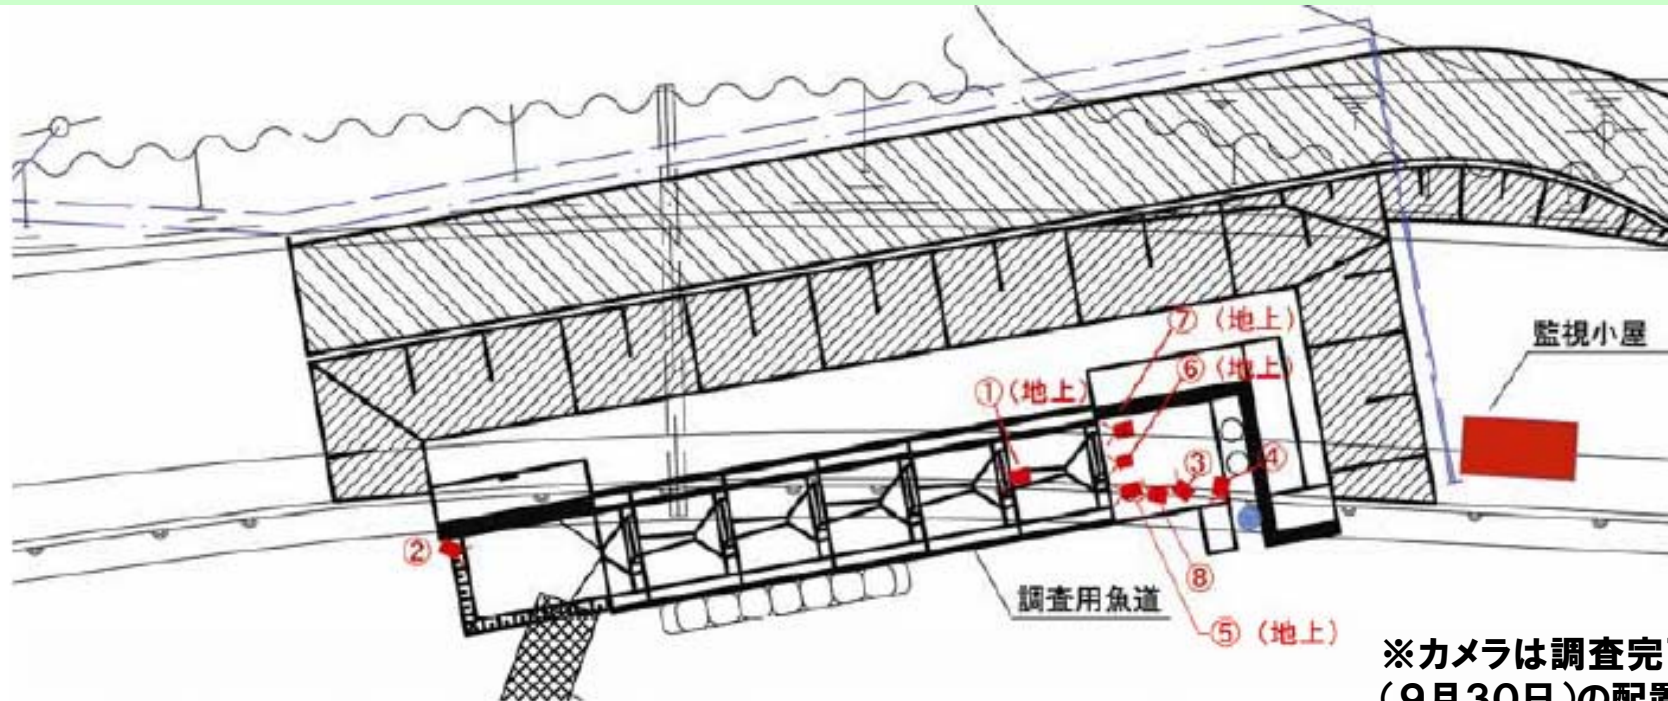 ⑦（地上）
監視小屋
⑥（地上）
①（地上）
③
④
②
⑧
調査用魚道
⑤（地上）
※カメラは調査完
（9月30日）の配置